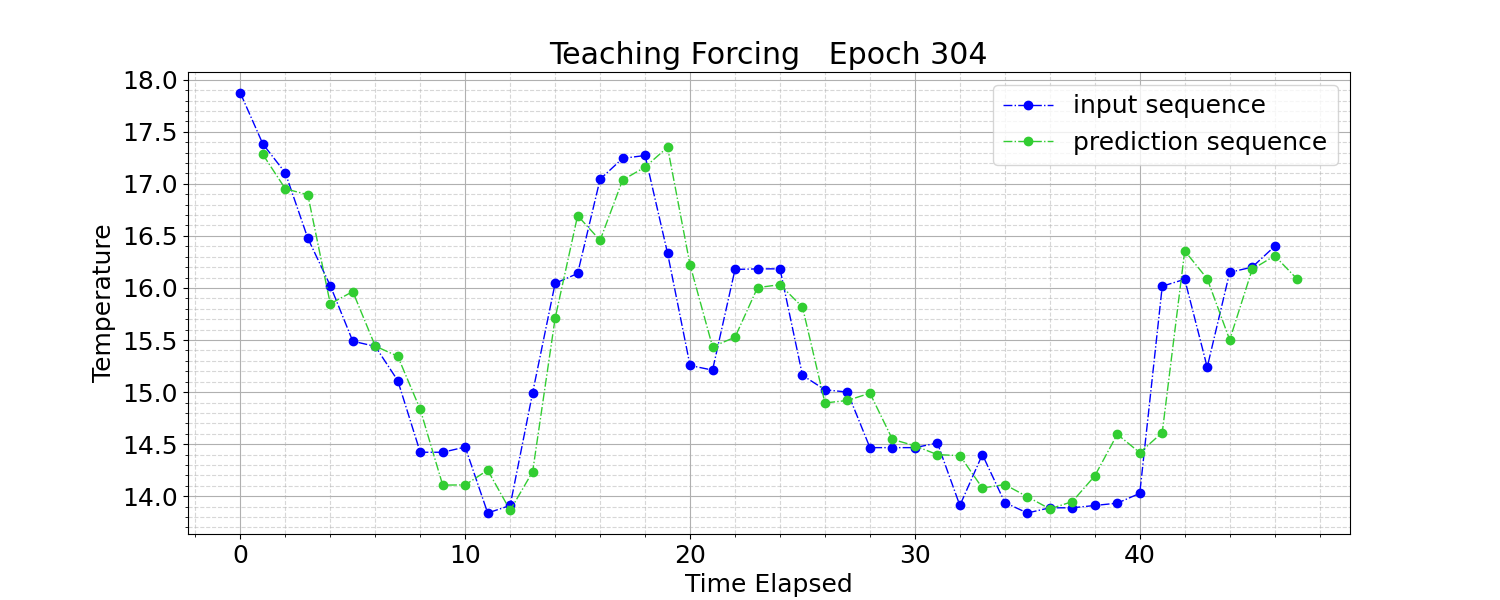 Teaching Forcing   Epoch 304
18.0
17.5
17.0
16.5
16.0
15.5
15.0
14.5
14.0
Temperature
input sequence
prediction sequence
0 10 20 30 40
Time Elapsed